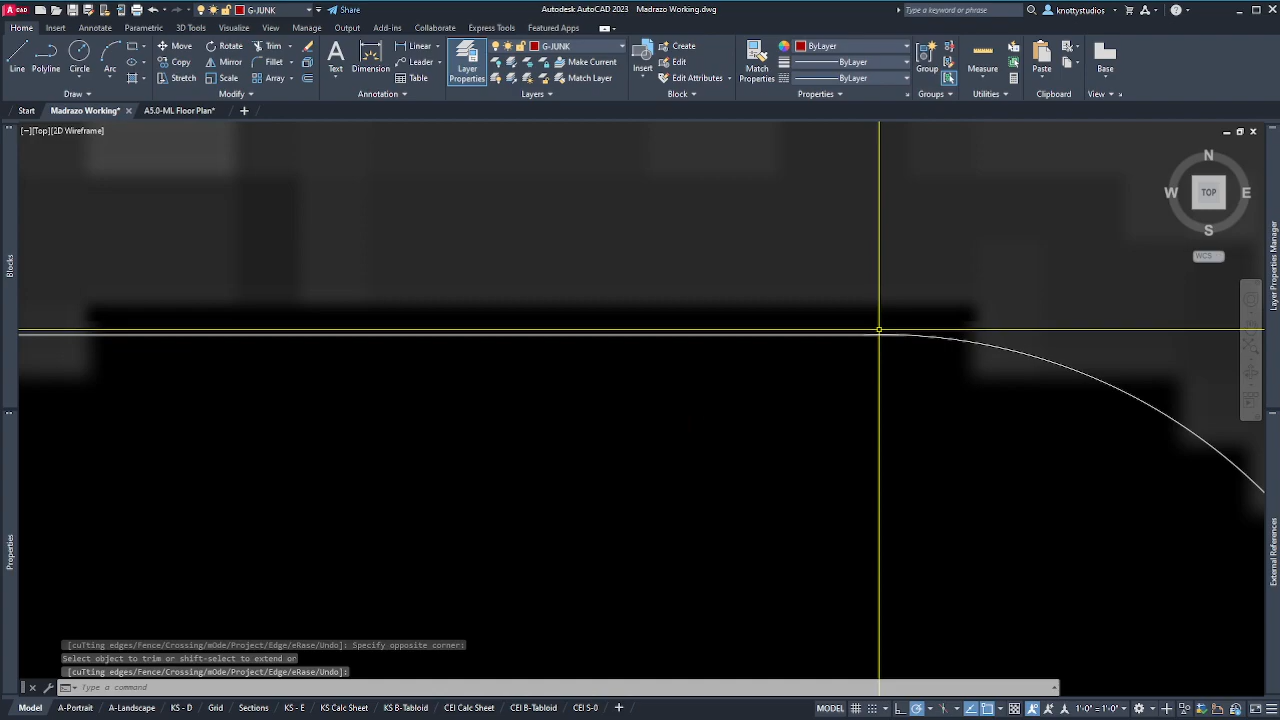 CAD
G-JUNK
Share
Autodesk AutoCAD 2023
Madrazo Working.dwg
Type a keyword or phrase
knottystudios
Home
Insert
Annotate
Parametric
3D Tools
Visualize
View
Manage
Output
Add-ins
Collaborate
Express Tools
Featured Apps
Line
Polyline
Circle
Arc
Draw
Move
Rotate
Trim
Copy
Mirror
Fillet
Stretch
Scale
Array
Modify
Text
Dimension
Linear
Leader
Table
Annotation
Layer
Properties
G-JUNK
Make Current
Match Layer
Layers
Insert
Create
Edit
Edit Attributes
Block
Match
Properties
ByLayer
ByLayer
ByLayer
Properties
Group
Groups
Measure
Utilities
Paste
Clipboard
Base
View
Start
Madrazo Working*
A5.0-ML Floor Plan*
[−][Top][2D Wireframe]
N
W
TOP
E
S
WCS
Blocks
Properties
Layer Properties Manager
External References
[cuTting edges/Fence/Crossing/mOde/Project/Edge/eRase/Undo]: Specify opposite corner:
Select object to trim or shift-select to extend or
[cuTting edges/Fence/Crossing/mOde/Project/Edge/eRase/Undo]:
Type a command
Model
A-Portrait
A-Landscape
KS - D
Grid
Sections
KS - E
KS Calc Sheet
KS B-Tabloid
CEI Calc Sheet
CEI B-Tabloid
CEI S-0
MODEL
1'-0" = 1'-0"